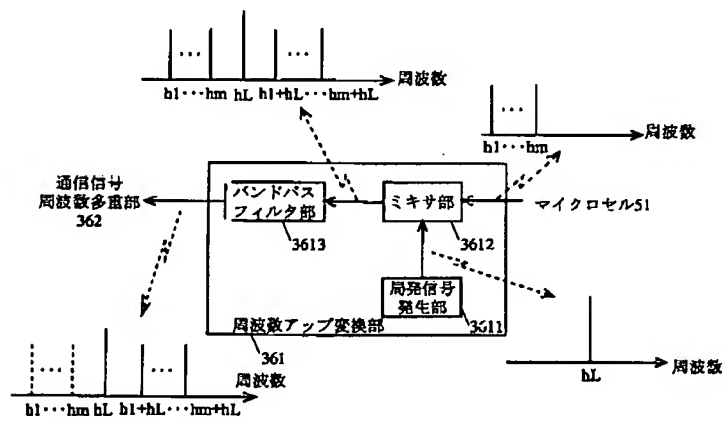 周波数
h1···hm hL h1+hL···hm+hL
周波数
h1···hm
通信信号
周波数多重部
362
バンドパス
フィルタ部
3613
ミキサ部
3612
マイクロセル51
局発信号
発生部
3611
周波数アップ変換部
361
周波数
hL
周波数
h1···hm hL h1+hL···hm+hL